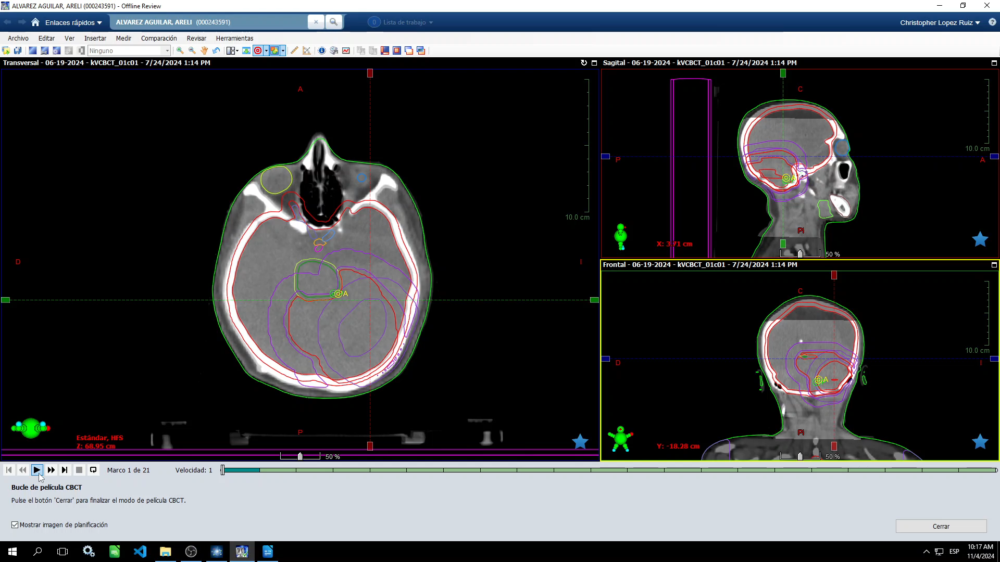 ALVAREZ AGUILAR, ARELI (000243591) - Offline Review
Enlaces rápidos
ALVAREZ AGUILAR, ARELI (000243591)
0 Lista de trabajo
Christopher Lopez Ruiz
Archivo Editar Ver Insertar Medir Comparación Revisar Herramientas
Ninguno
Transversal - 06-19-2024 - kVCBCT_01c01 - 7/24/2024 1:14 PM
A
10.0 cm
D
I
A
Estándar, HFS
Z: 68.95 cm
P
50 %
Sagital - 06-19-2024 - kVCBCT_01c01 - 7/24/2024 1:14 PM
C
10.0 cm
P
A
A
Pi
X: 3.71 cm
50 %
Frontal - 06-19-2024 - kVCBCT_01c01 - 7/24/2024 1:14 PM
C
10.0 cm
D
I
A
Pi
Y: -18.28 cm
50 %
Marco 1 de 21
Velocidad: 1
Bucle de película CBCT
Pulse el botón 'Cerrar' para finalizar el modo de película CBCT.
Mostrar imagen de planificación
Cerrar
ESP
10:17 AM
11/4/2024